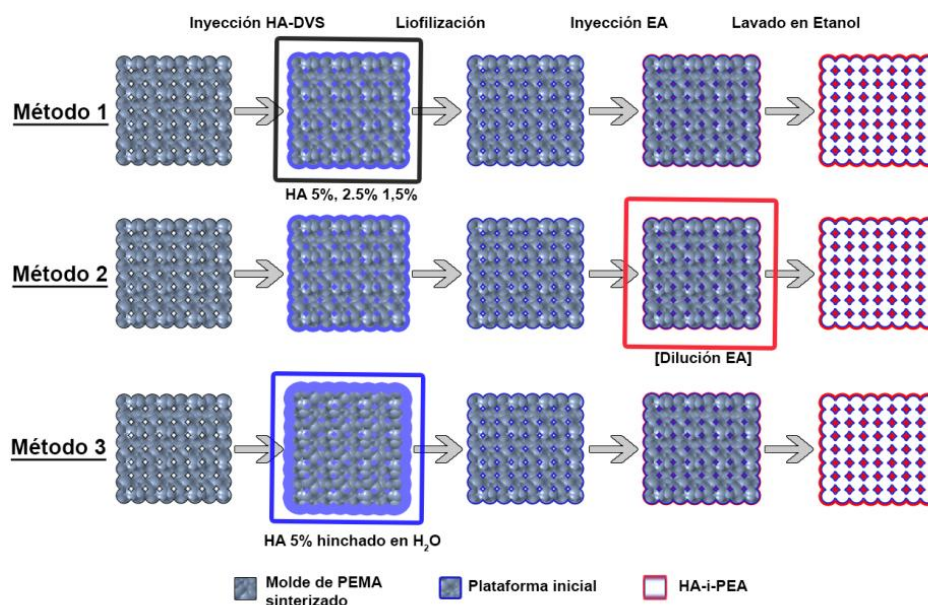 Inyección HA-DVS Liofilización Inyección EA Lavado en Etanol
Método 1
HA 5%, 2.5% 1,5%
Método 2
[Dilución EA]
Método 3
HA 5% hinchado en H₂O
Molde de PEMA
sinterizado
Plataforma inicial
HA-i-PEA